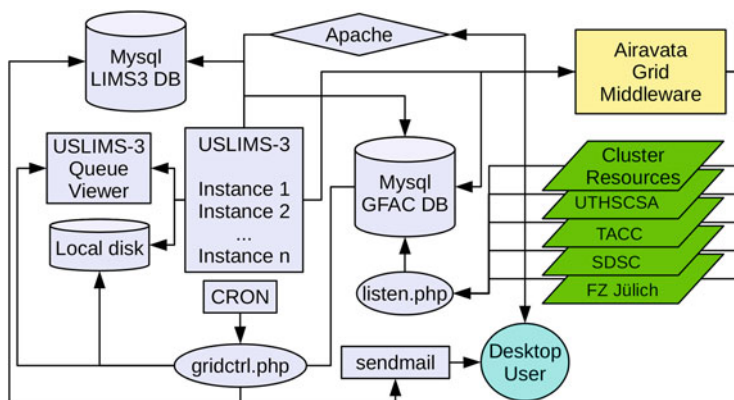 Mysql
LIMS3 DB
Apache
Airavata
Grid
Middleware
USLIMS-3
Queue
Viewer
USLIMS-3
Instance 1
Instance 2
...
Instance n
Mysql
GFAC DB
Cluster
Resources
UTHSCSA
TACC
SDSC
FZ Jülich
Local disk
CRON
listen.php
gridctrl.php
sendmail
Desktop
User